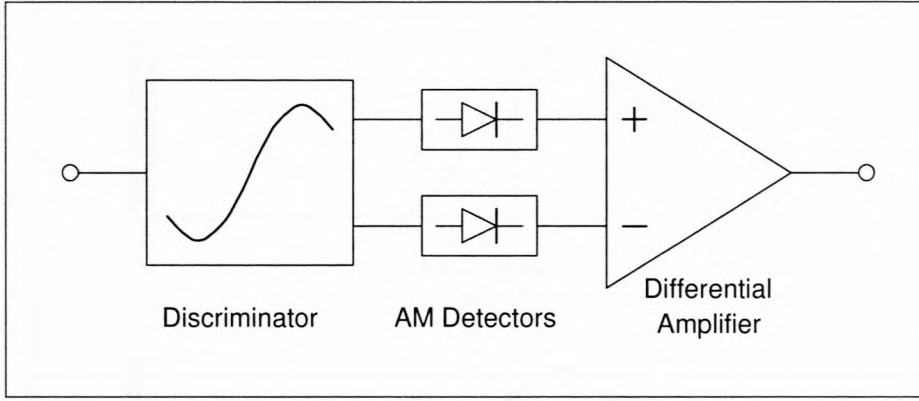 +
−
Discriminator
AM Detectors
Differential
Amplifier